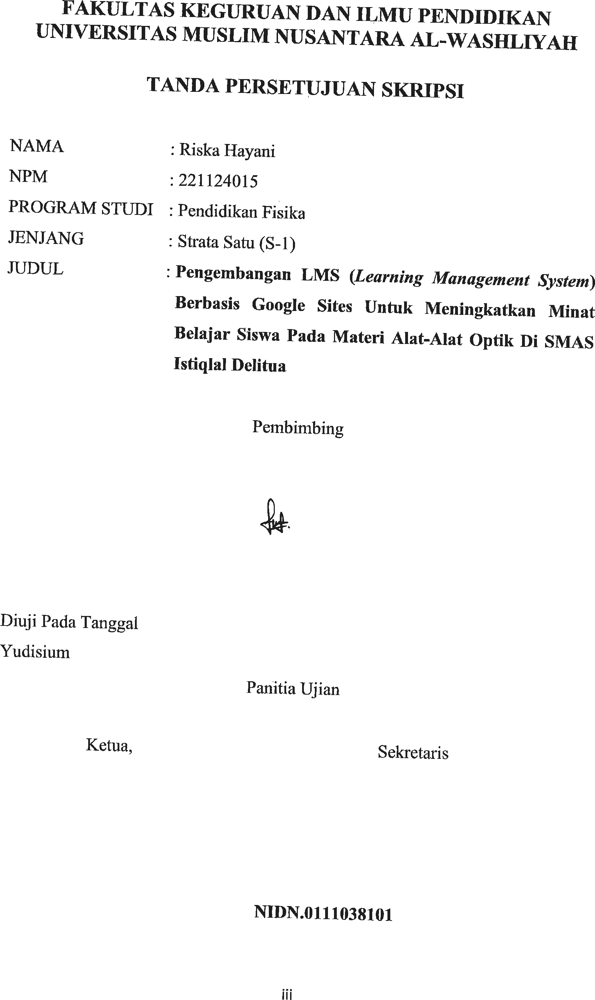 FAKULTAS KEGURUAN DAN ILMU PENDIDIKAN
UNIVERSITAS MUSLIM NUSANTARA AL-WASHLIYAH
TANDA PERSETUJUAN SKRIPSI
NAMA : Riska Hayani
NPM : 221124015
PROGRAM STUDI : Pendidikan Fisika
JENJANG : Strata Satu (S-1)
JUDUL : Pengembangan LMS (Learning Management System)
Berbasis Google Sites Untuk Meningkatkan Minat
Belajar Siswa Pada Materi Alat-Alat Optik Di SMAS
Istiqlal Delitua
Pembimbing
Diuji Pada Tanggal
Yudisium
Panitia Ujian
Ketua, Sekretaris
NIDN.0111038101
iii